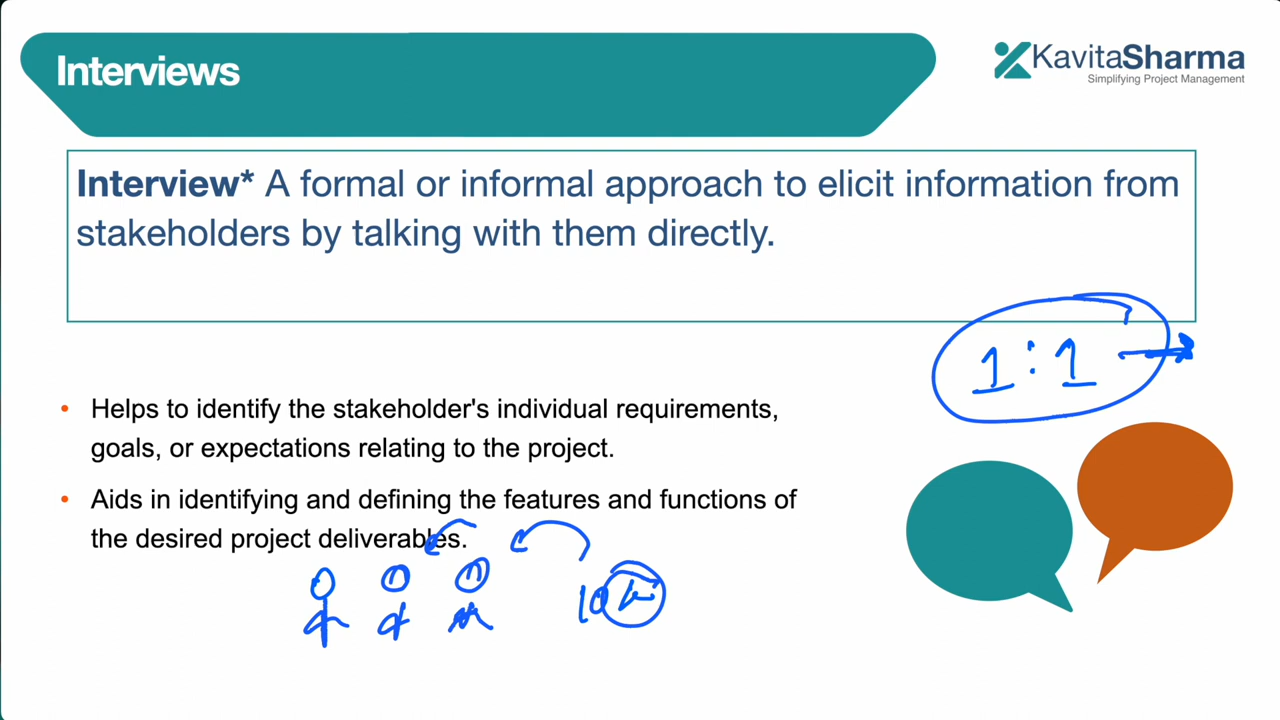 Interviews
KavitaSharma
Simplifying Project Management
Interview* A formal or informal approach to elicit information from
stakeholders by talking with them directly.
1:1
• Helps to identify the stakeholder's individual requirements,
goals, or expectations relating to the project.
• Aids in identifying and defining the features and functions of
the desired project deliverables.